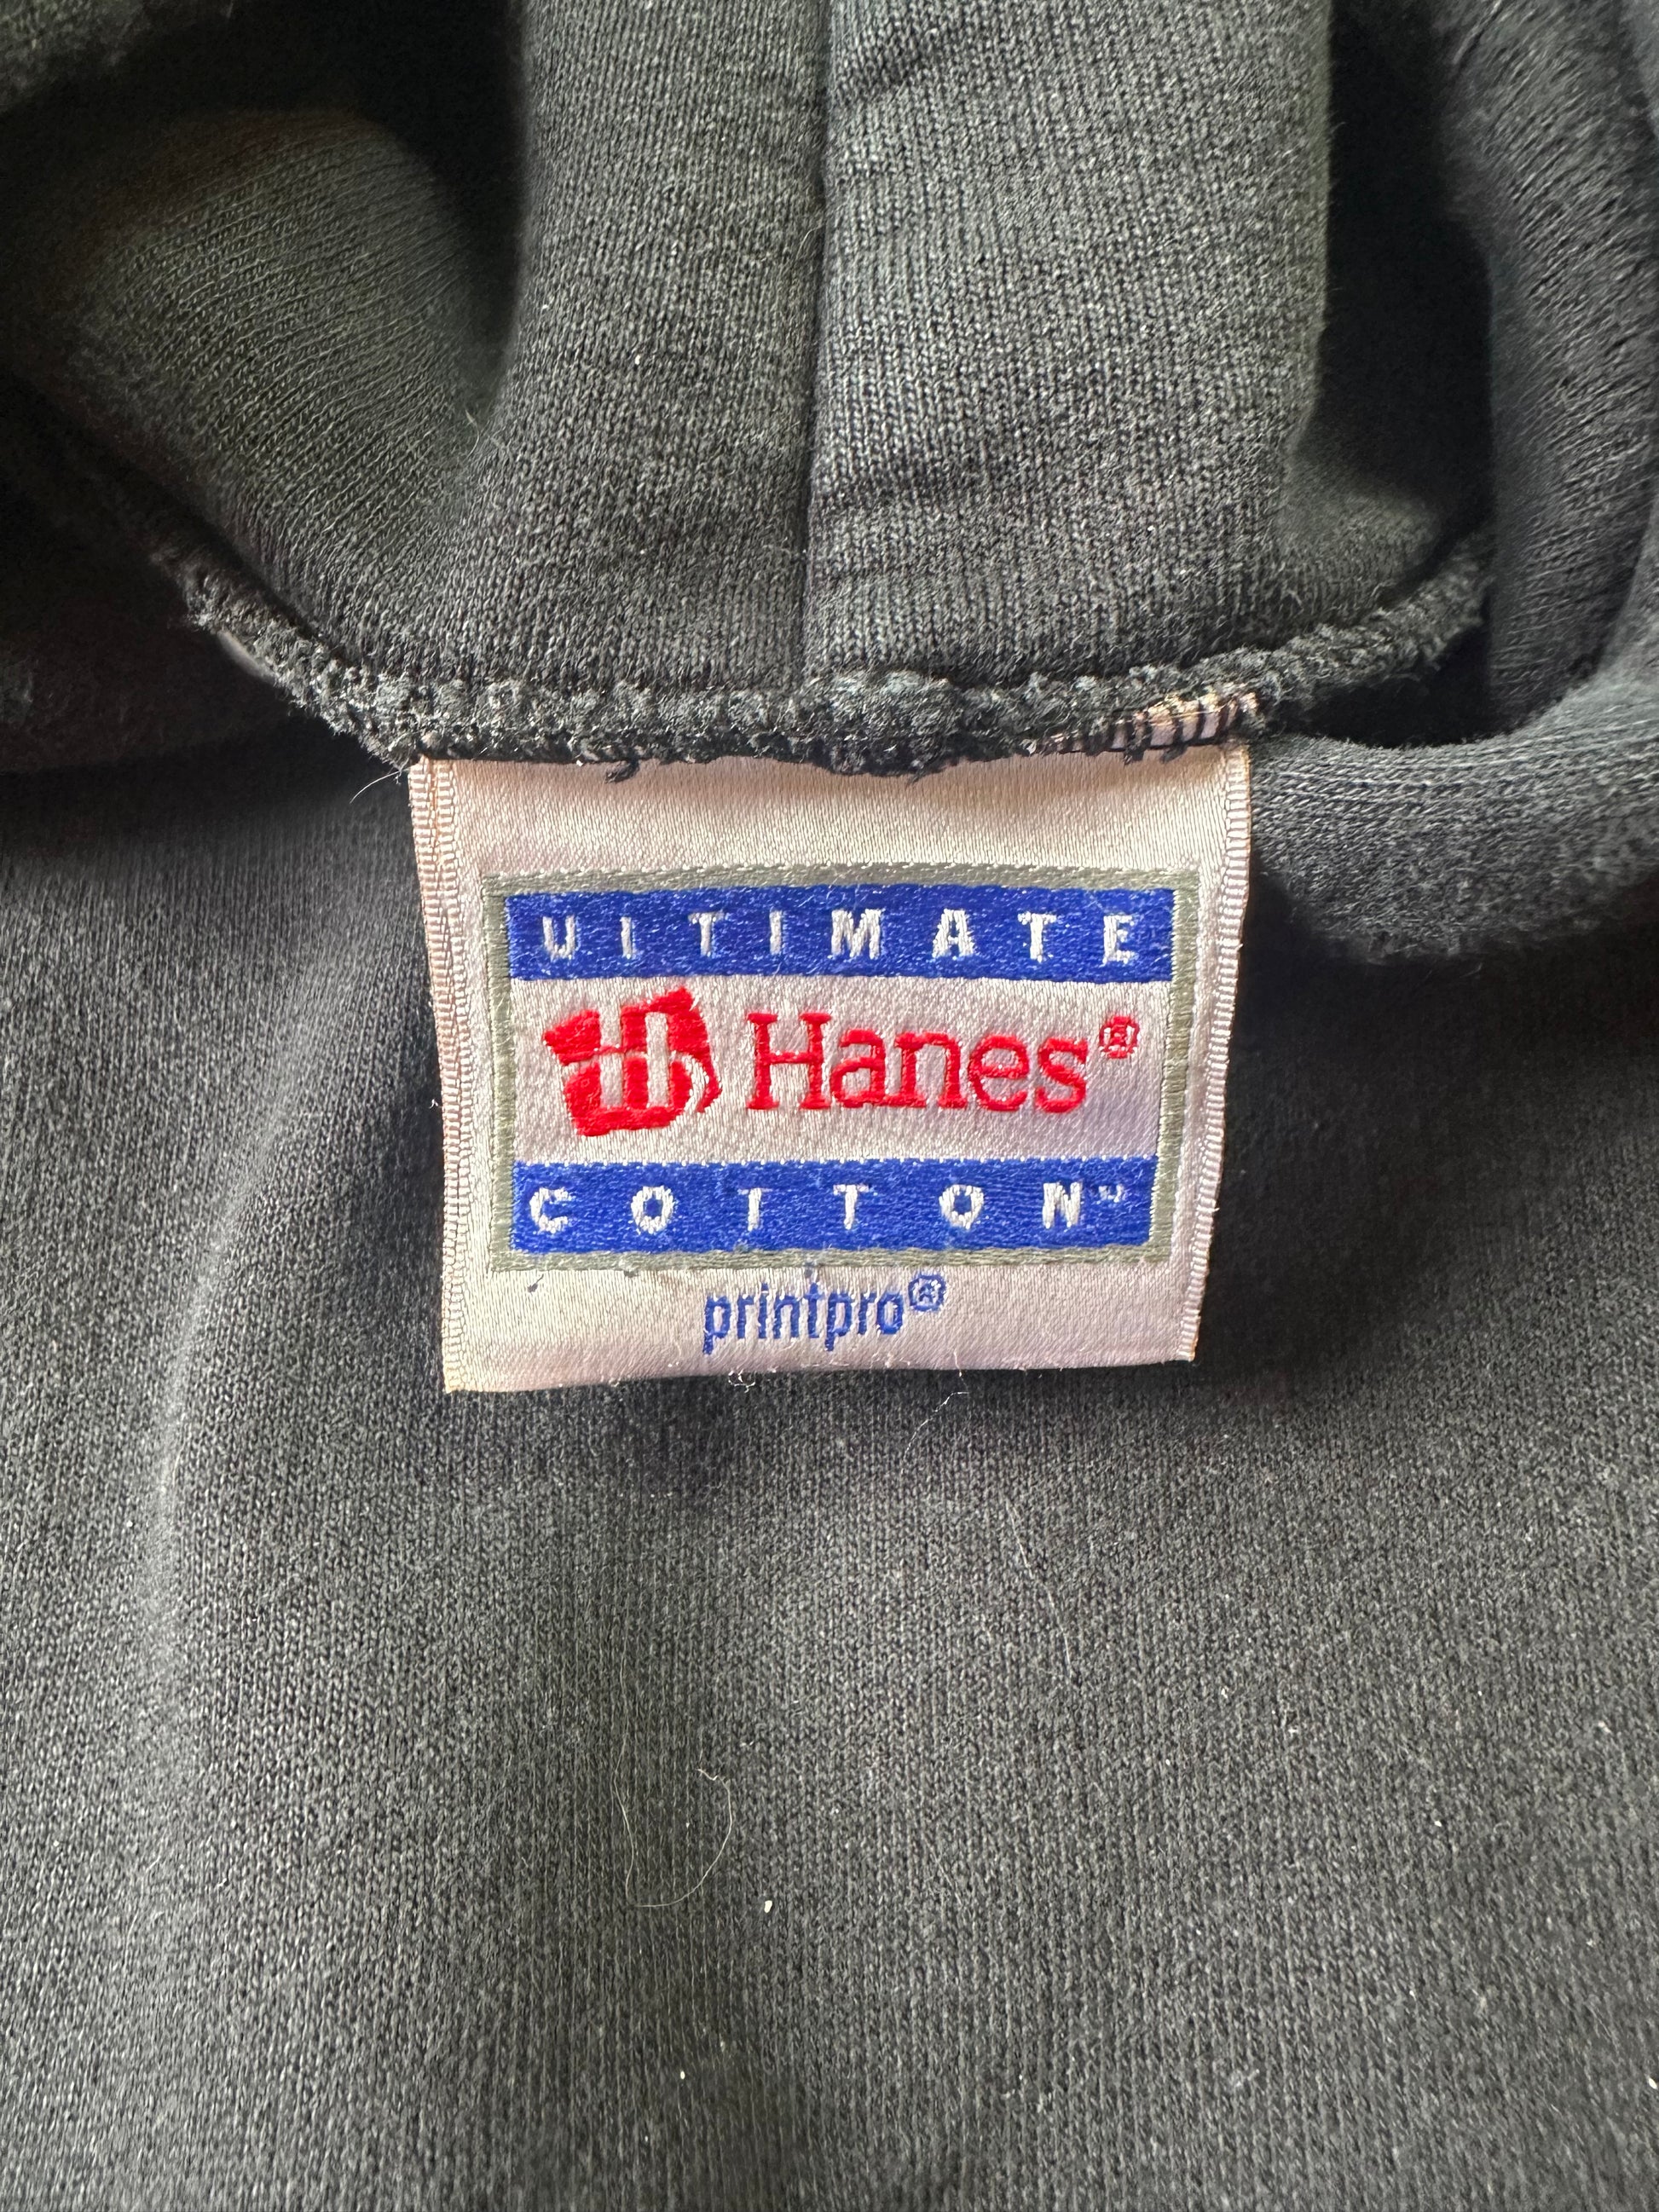 ULTIMATE
H Hanes®
COTTON
printpro®